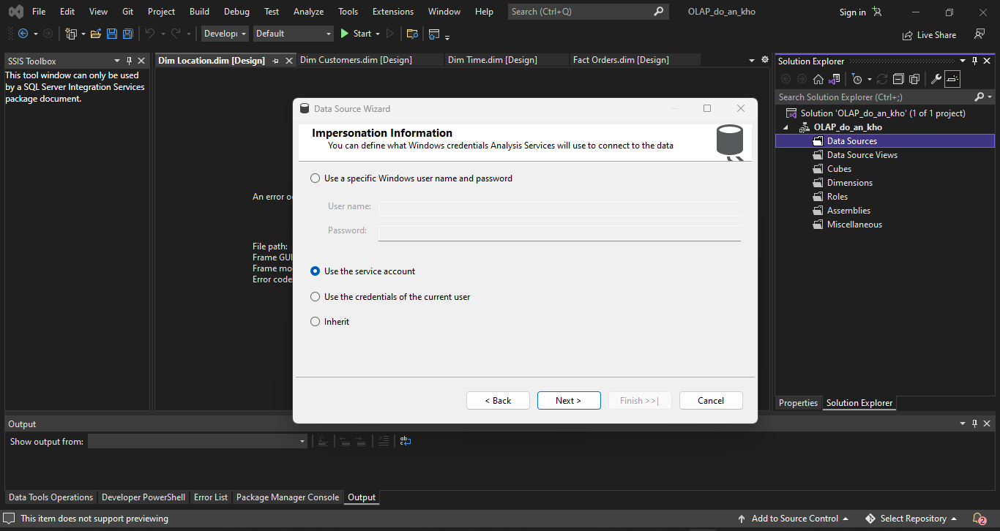 File Edit View Git Project Build Debug Test Analyze Tools Extensions Window Help Search (Ctrl+Q) OLAP_do_an_kho Sign in
Develop Default Start Live Share
SSIS Toolbox
This tool window can only be used
by a SQL Server Integration Services
package document.
Dim Location.dim [Design] Dim Customers.dim [Design] Dim Time.dim [Design] Fact Orders.dim [Design]
An error
File path:
Frame GUI
Frame mo
Error code
Data Source Wizard
Impersonation Information
You can define what Windows credentials Analysis Services will use to connect to the data
Use a specific Windows user name and password
User name:
Password:
Use the service account
Use the credentials of the current user
Inherit
< Back Next > Finish >>| Cancel
Solution Explorer
Search Solution Explorer (Ctrl+;)
Solution 'OLAP_do_an_kho' (1 of 1 project)
OLAP_do_an_kho
Data Sources
Data Source Views
Cubes
Dimensions
Roles
Assemblies
Miscellaneous
Properties Solution Explorer
Output
Show output from:
Data Tools Operations Developer PowerShell Error List Package Manager Console Output
This item does not support previewing Add to Source Control Select Repository 2